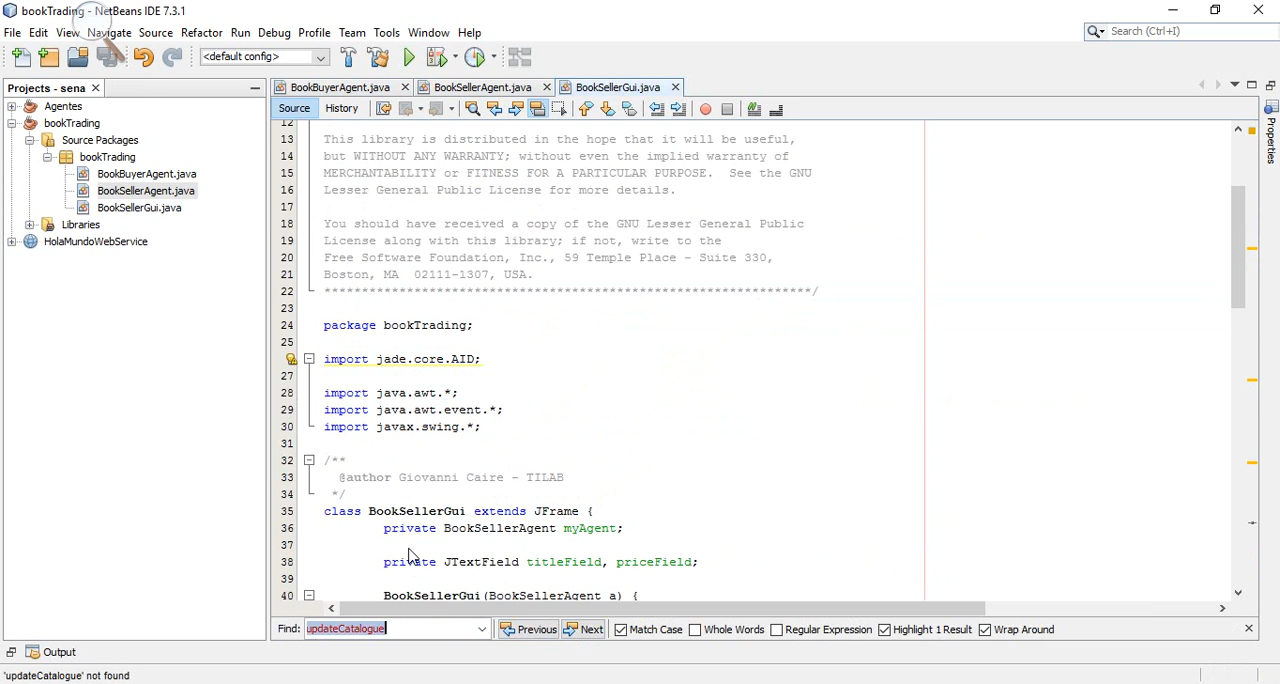 bookTrading - NetBeans IDE 7.3.1
File Edit View Navigate Source Refactor Run Debug Profile Team Tools Window Help
Search (Ctrl+I)
<default config>
Projects - sena
BookBuyerAgent.java
BookSellerAgent.java
BookSellerGui.java
Source History
Agentes
bookTrading
Source Packages
bookTrading
BookBuyerAgent.java
BookSellerAgent.java
BookSellerGui.java
Libraries
HolaMundoWebService
12
13 This library is distributed in the hope that it will be useful,
14 but WITHOUT ANY WARRANTY; without even the implied warranty of
15 MERCHANTABILITY or FITNESS FOR A PARTICULAR PURPOSE.  See the GNU
16 Lesser General Public License for more details.
17
18 You should have received a copy of the GNU Lesser General Public
19 License along with this library; if not, write to the
20 Free Software Foundation, Inc., 59 Temple Place - Suite 330,
21 Boston, MA  02111-1307, USA.
22 *****************************************************************/
23
24 package bookTrading;
25
import jade.core.AID;
27
28 import java.awt.*;
29 import java.awt.event.*;
30 import javax.swing.*;
31
32 /**
33 @author Giovanni Caire - TILAB
34 */
35 class BookSellerGui extends JFrame {
36 private BookSellerAgent myAgent;
37
38 private JTextField titleField, priceField;
39
40 BookSellerGui(BookSellerAgent a) {
Properties
Find: updateCatalogue Previous Next Match Case Whole Words Regular Expression Highlight 1 Result Wrap Around
Output
'updateCatalogue' not found